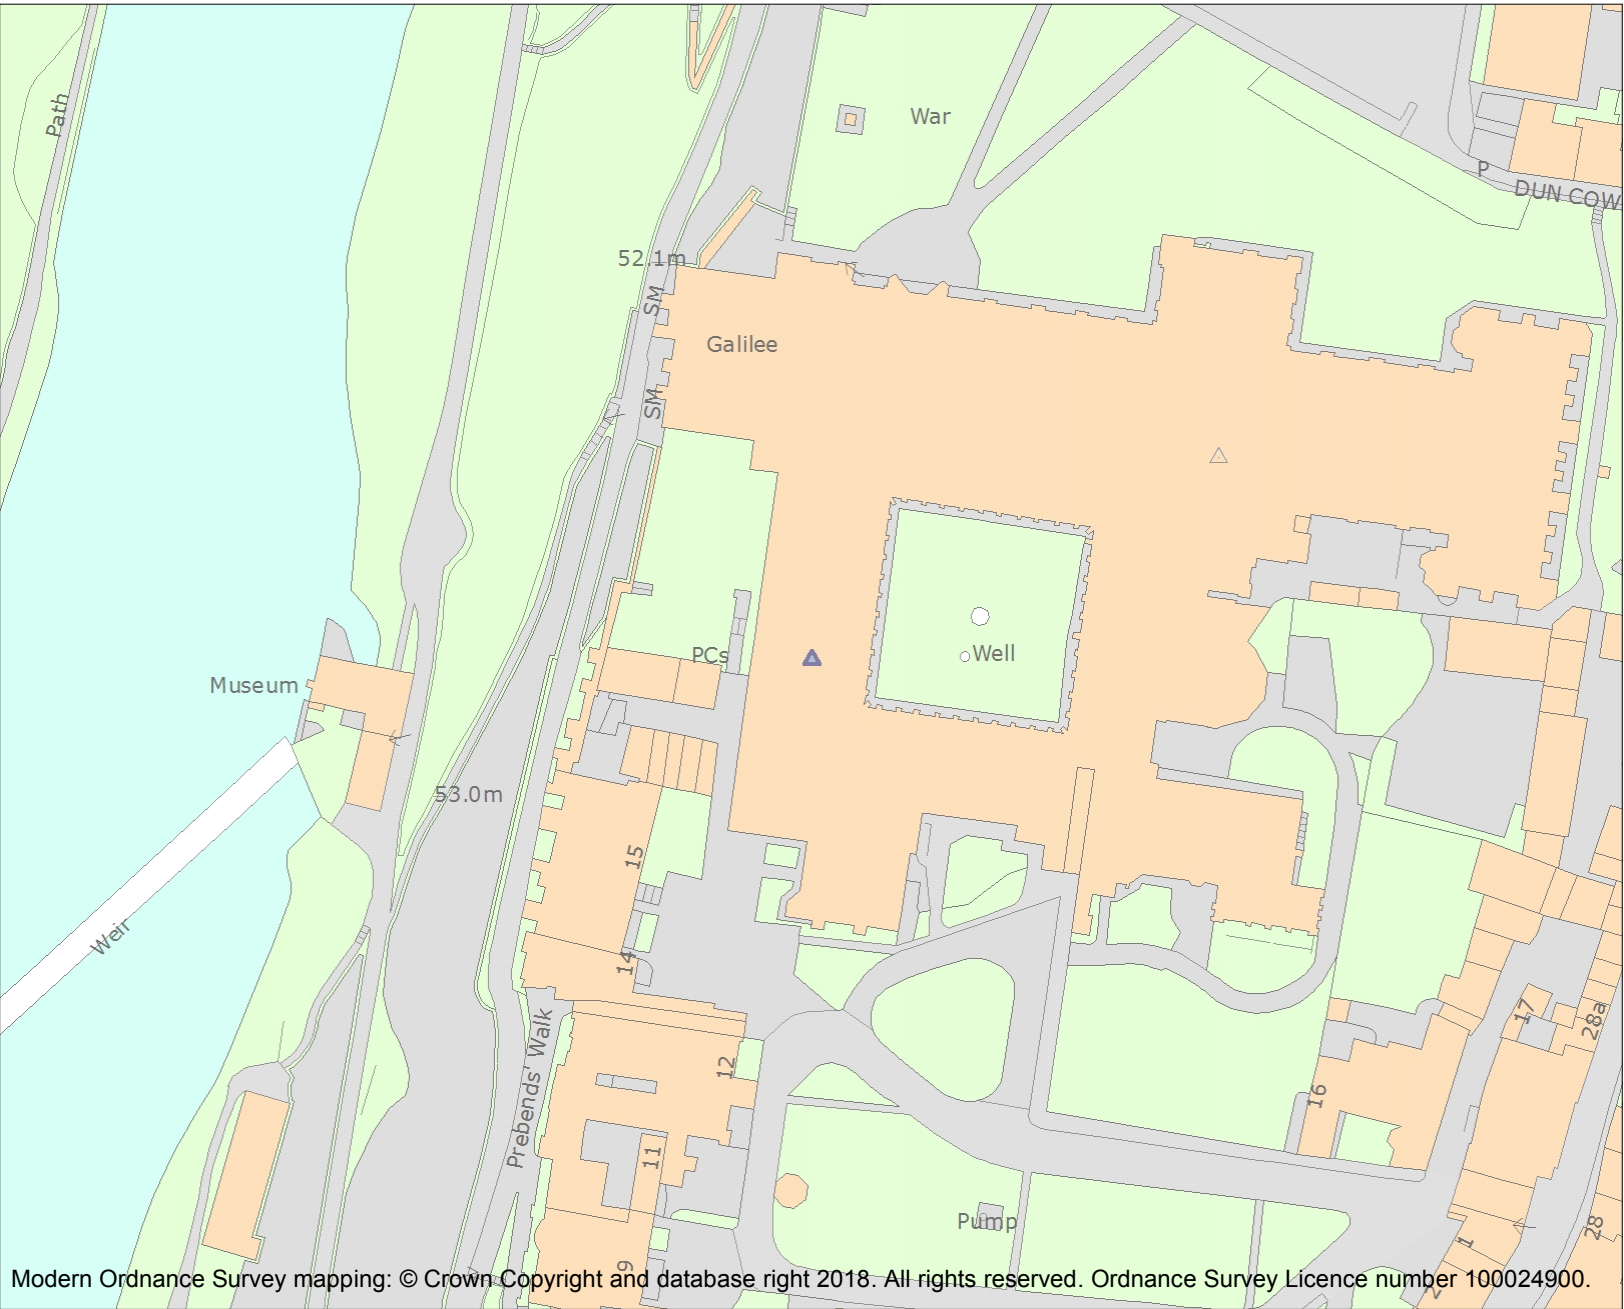 Path
War
P
DUN COW
52.1m
SM
Galilee
SM
Well
PCs
Museum
53.0m
15
Weir
14
17
28a
Prebends' Walk
12
16
11
Pump
28
1
9
Modern Ordnance Survey mapping: © Crown Copyright and database right 2018. All rights reserved. Ordnance Survey Licence number 100024900.